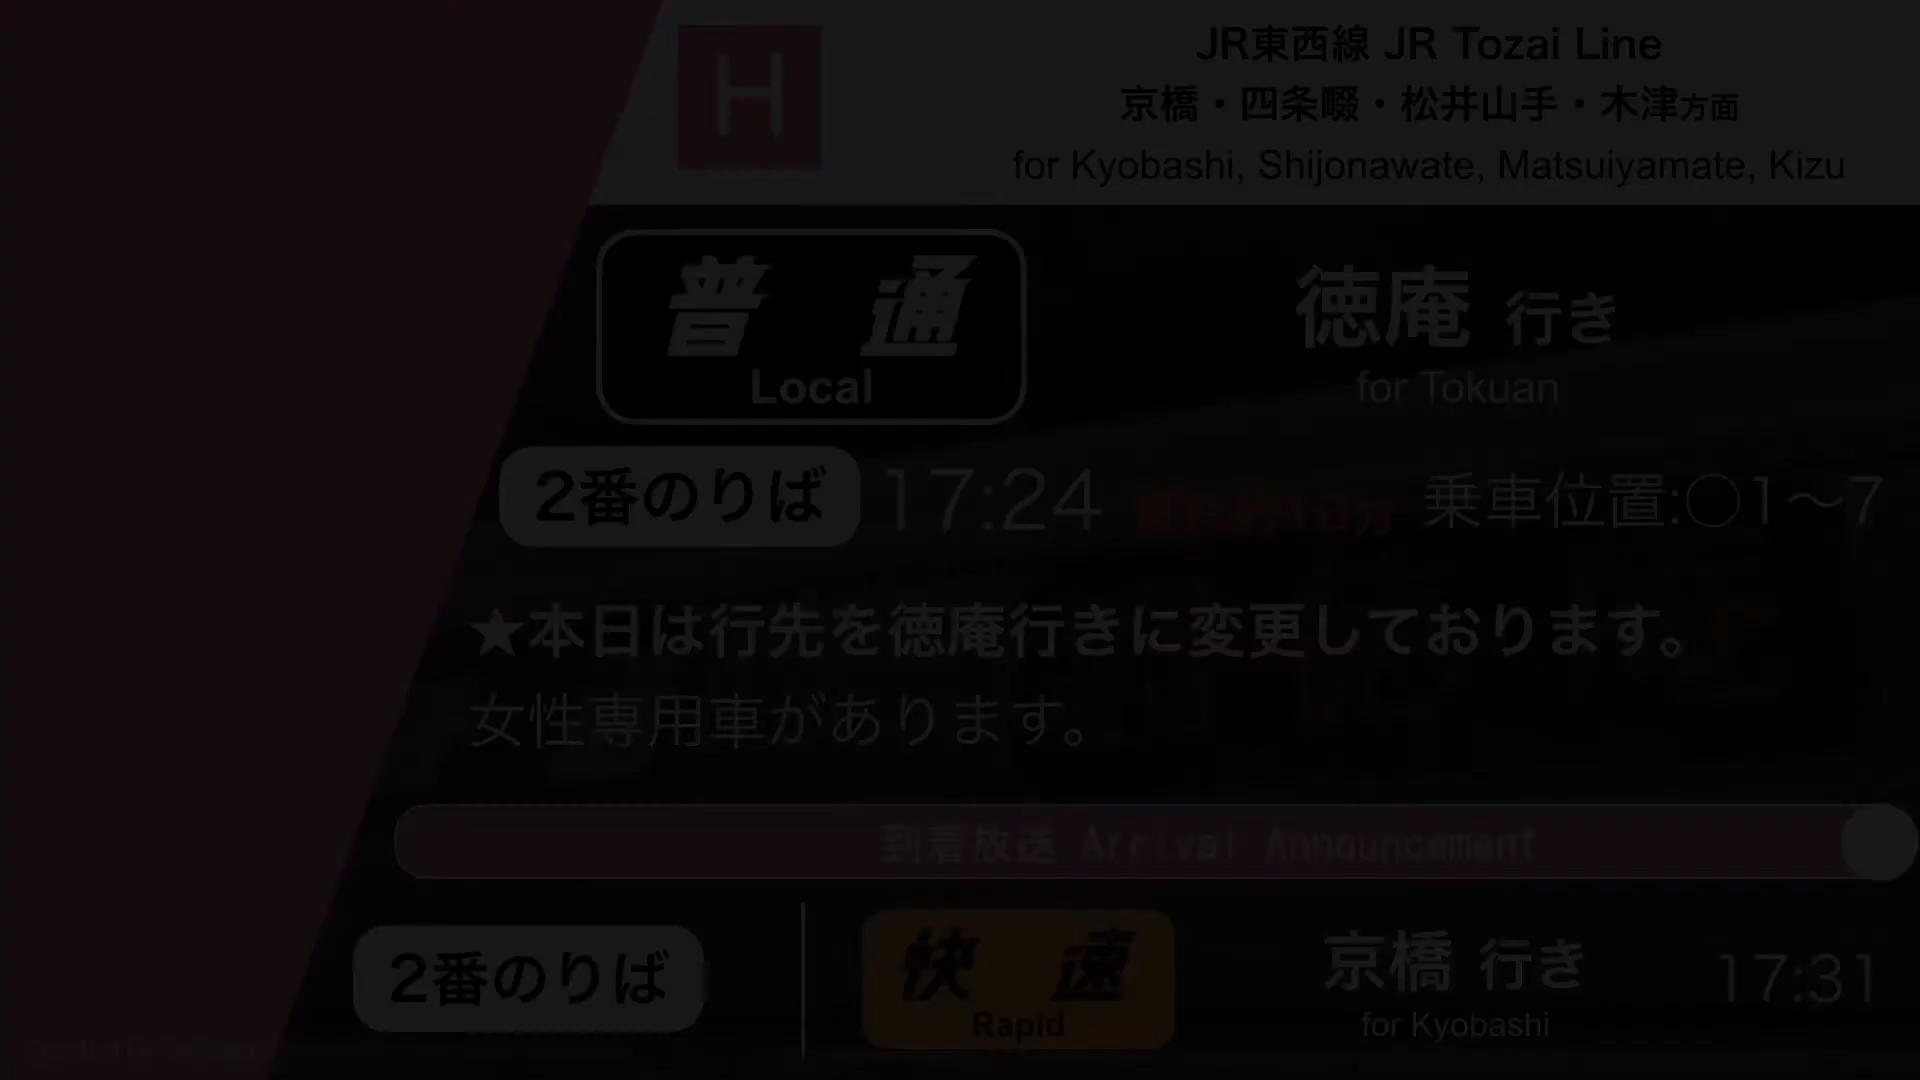 H
JR東西線 JR Tozai Line
京橋・四条畷・松井山手・木津方面
for Kyobashi, Shijonawate, Matsuiyamate, Kizu
普通
Local
徳庵 行き
for Tokuan
2番のりば 17:24 乗車位置:○1〜7
★本日は行先を徳庵行きに変更しております。
女性専用車があります。
到着放送 Arrival Announcement
2番のりば
快速
Rapid
京橋 行き
for Kyobashi
17:31